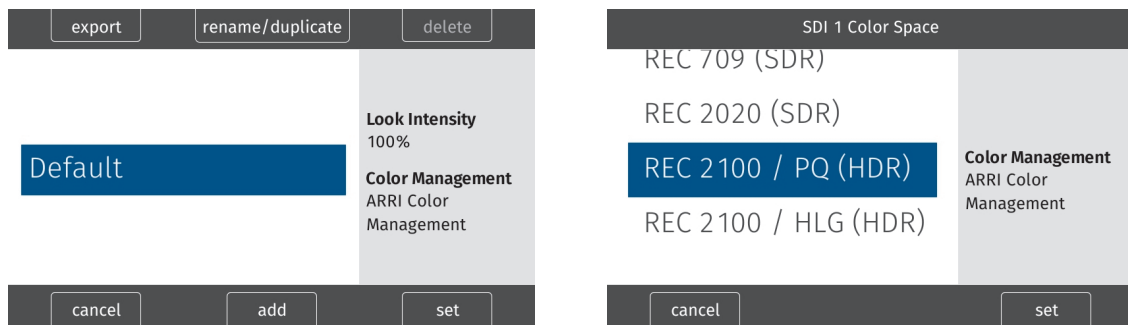 export rename/duplicate delete
Default
Look Intensity
100%
Color Management
ARRI Color
Management
cancel add set
SDI 1 Color Space
REC 709 (SDR)
REC 2020 (SDR)
REC 2100 / PQ (HDR)
REC 2100 / HLG (HDR)
Color Management
ARRI Color
Management
cancel set